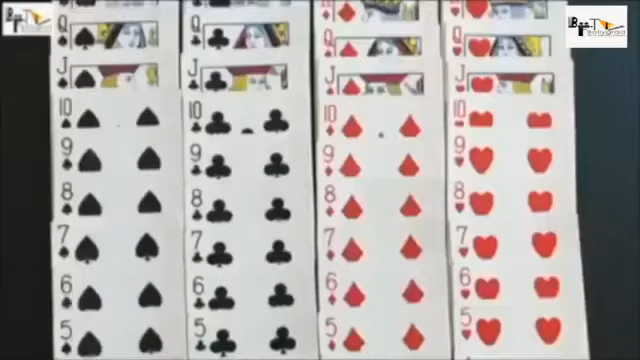 Q Q Q Q
J J J J
10 10 10 10
9 9 9 9
8 8 8 8
7 7 7 7
6 6 6 6
5 5 5 5